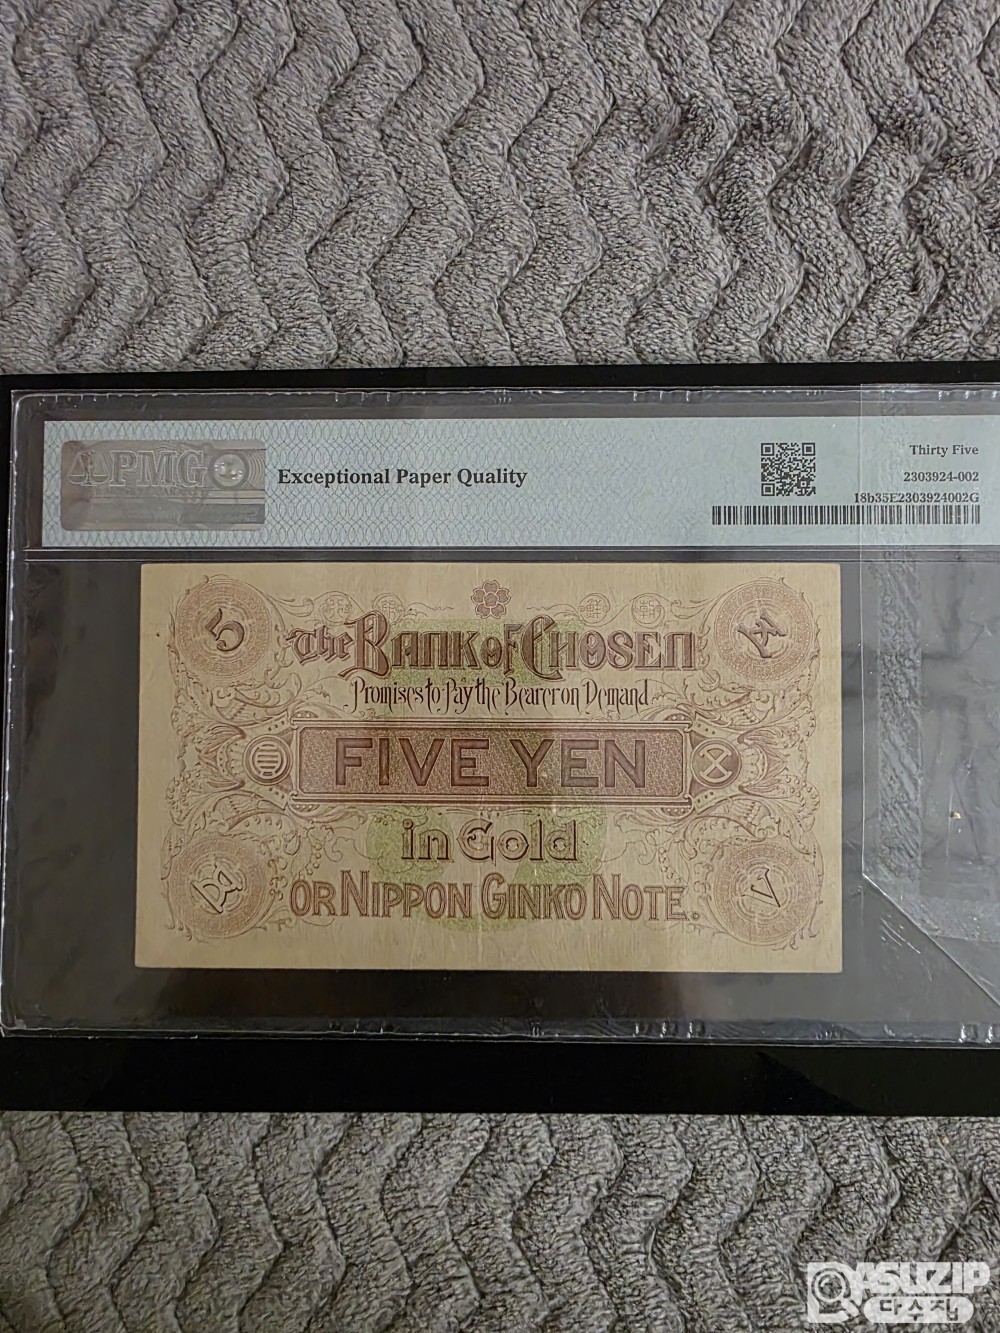 PMG
Exceptional Paper Quality
Thirty Five
2303924-002
18b35E2303924002G
5
The BANK OF CHOSEN
Promises to Pay the Bearer on Demand
FIVE YEN
in Gold
OR NIPPON GINKO NOTE.
V
ASUZIP
다수집